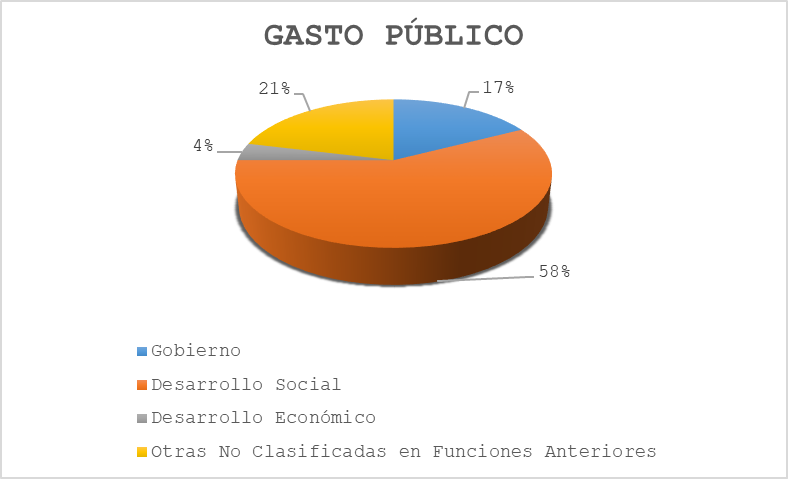 GASTO PÚBLICO
21%
17%
4%
58%
Gobierno
Desarrollo Social
Desarrollo Económico
Otras No Clasificadas en Funciones Anteriores